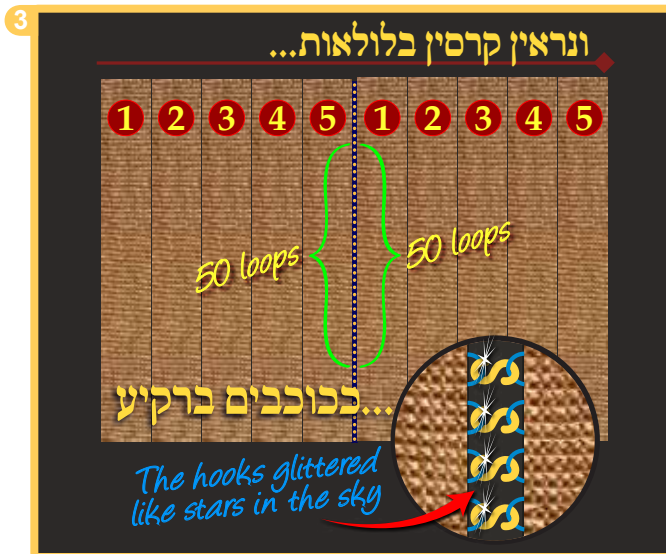 3
ונראין קרסין בלולאות...
1 2 3 4 5 1 2 3 4 5
50 loops
50 loops
...ככוכבים ברקיע
The hooks glittered
like stars in the sky